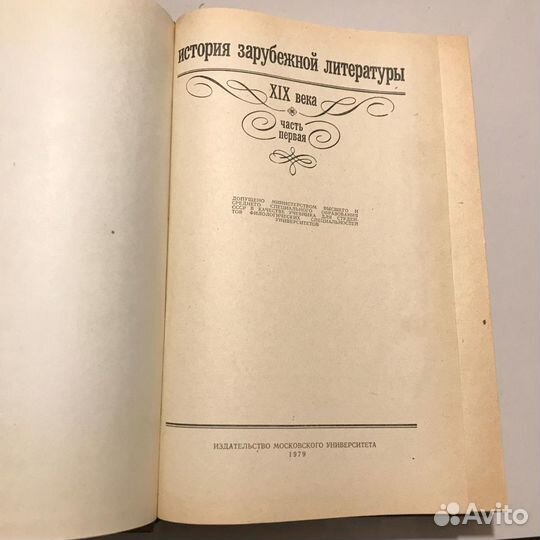 история зарубежной литературы
XIX века
часть
первая
ДОПУЩЕНО МИНИСТЕРСТВОМ ВЫСШЕГО И
СРЕДНЕГО СПЕЦИАЛЬНОГО ОБРАЗОВАНИЯ
СССР В КАЧЕСТВЕ УЧЕБНИКА ДЛЯ СТУДЕН-
ТОВ ФИЛОЛОГИЧЕСКИХ СПЕЦИАЛЬНОСТЕЙ
УНИВЕРСИТЕТОВ
ИЗДАТЕЛЬСТВО МОСКОВСКОГО УНИВЕРСИТЕТА
1979
Avito